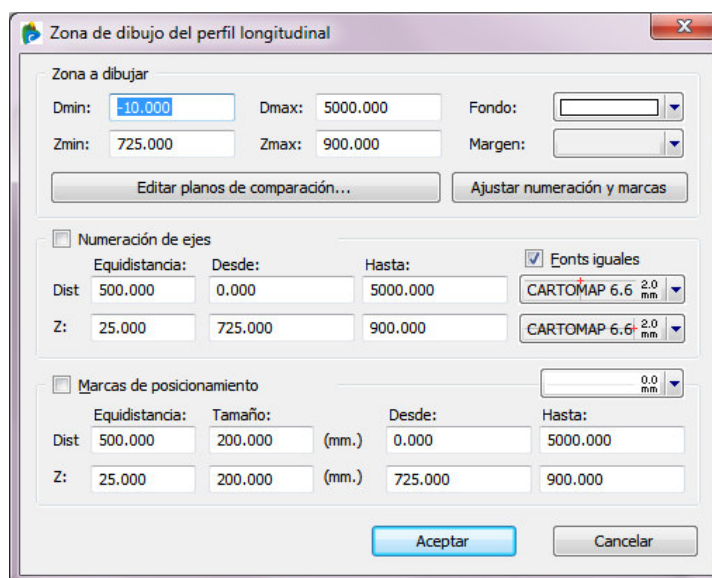 Zona de dibujo del perfil longitudinal
Zona a dibujar
Dmin: -10.000 Dmax: 5000.000 Fondo:
Zmin: 725.000 Zmax: 900.000 Margen:
Editar planos de comparación... Ajustar numeración y marcas
Numeración de ejes
Equidistancia: Desde: Hasta: Fonts iguales
Dist 500.000 0.000 5000.000 CARTOMAP 6.6 2.0 mm
Z: 25.000 725.000 900.000 CARTOMAP 6.6 2.0 mm
Marcas de posicionamiento 0.0 mm
Equidistancia: Tamaño: Desde: Hasta:
Dist 500.000 200.000 (mm.) 0.000 5000.000
Z: 25.000 200.000 (mm.) 725.000 900.000
Aceptar Cancelar